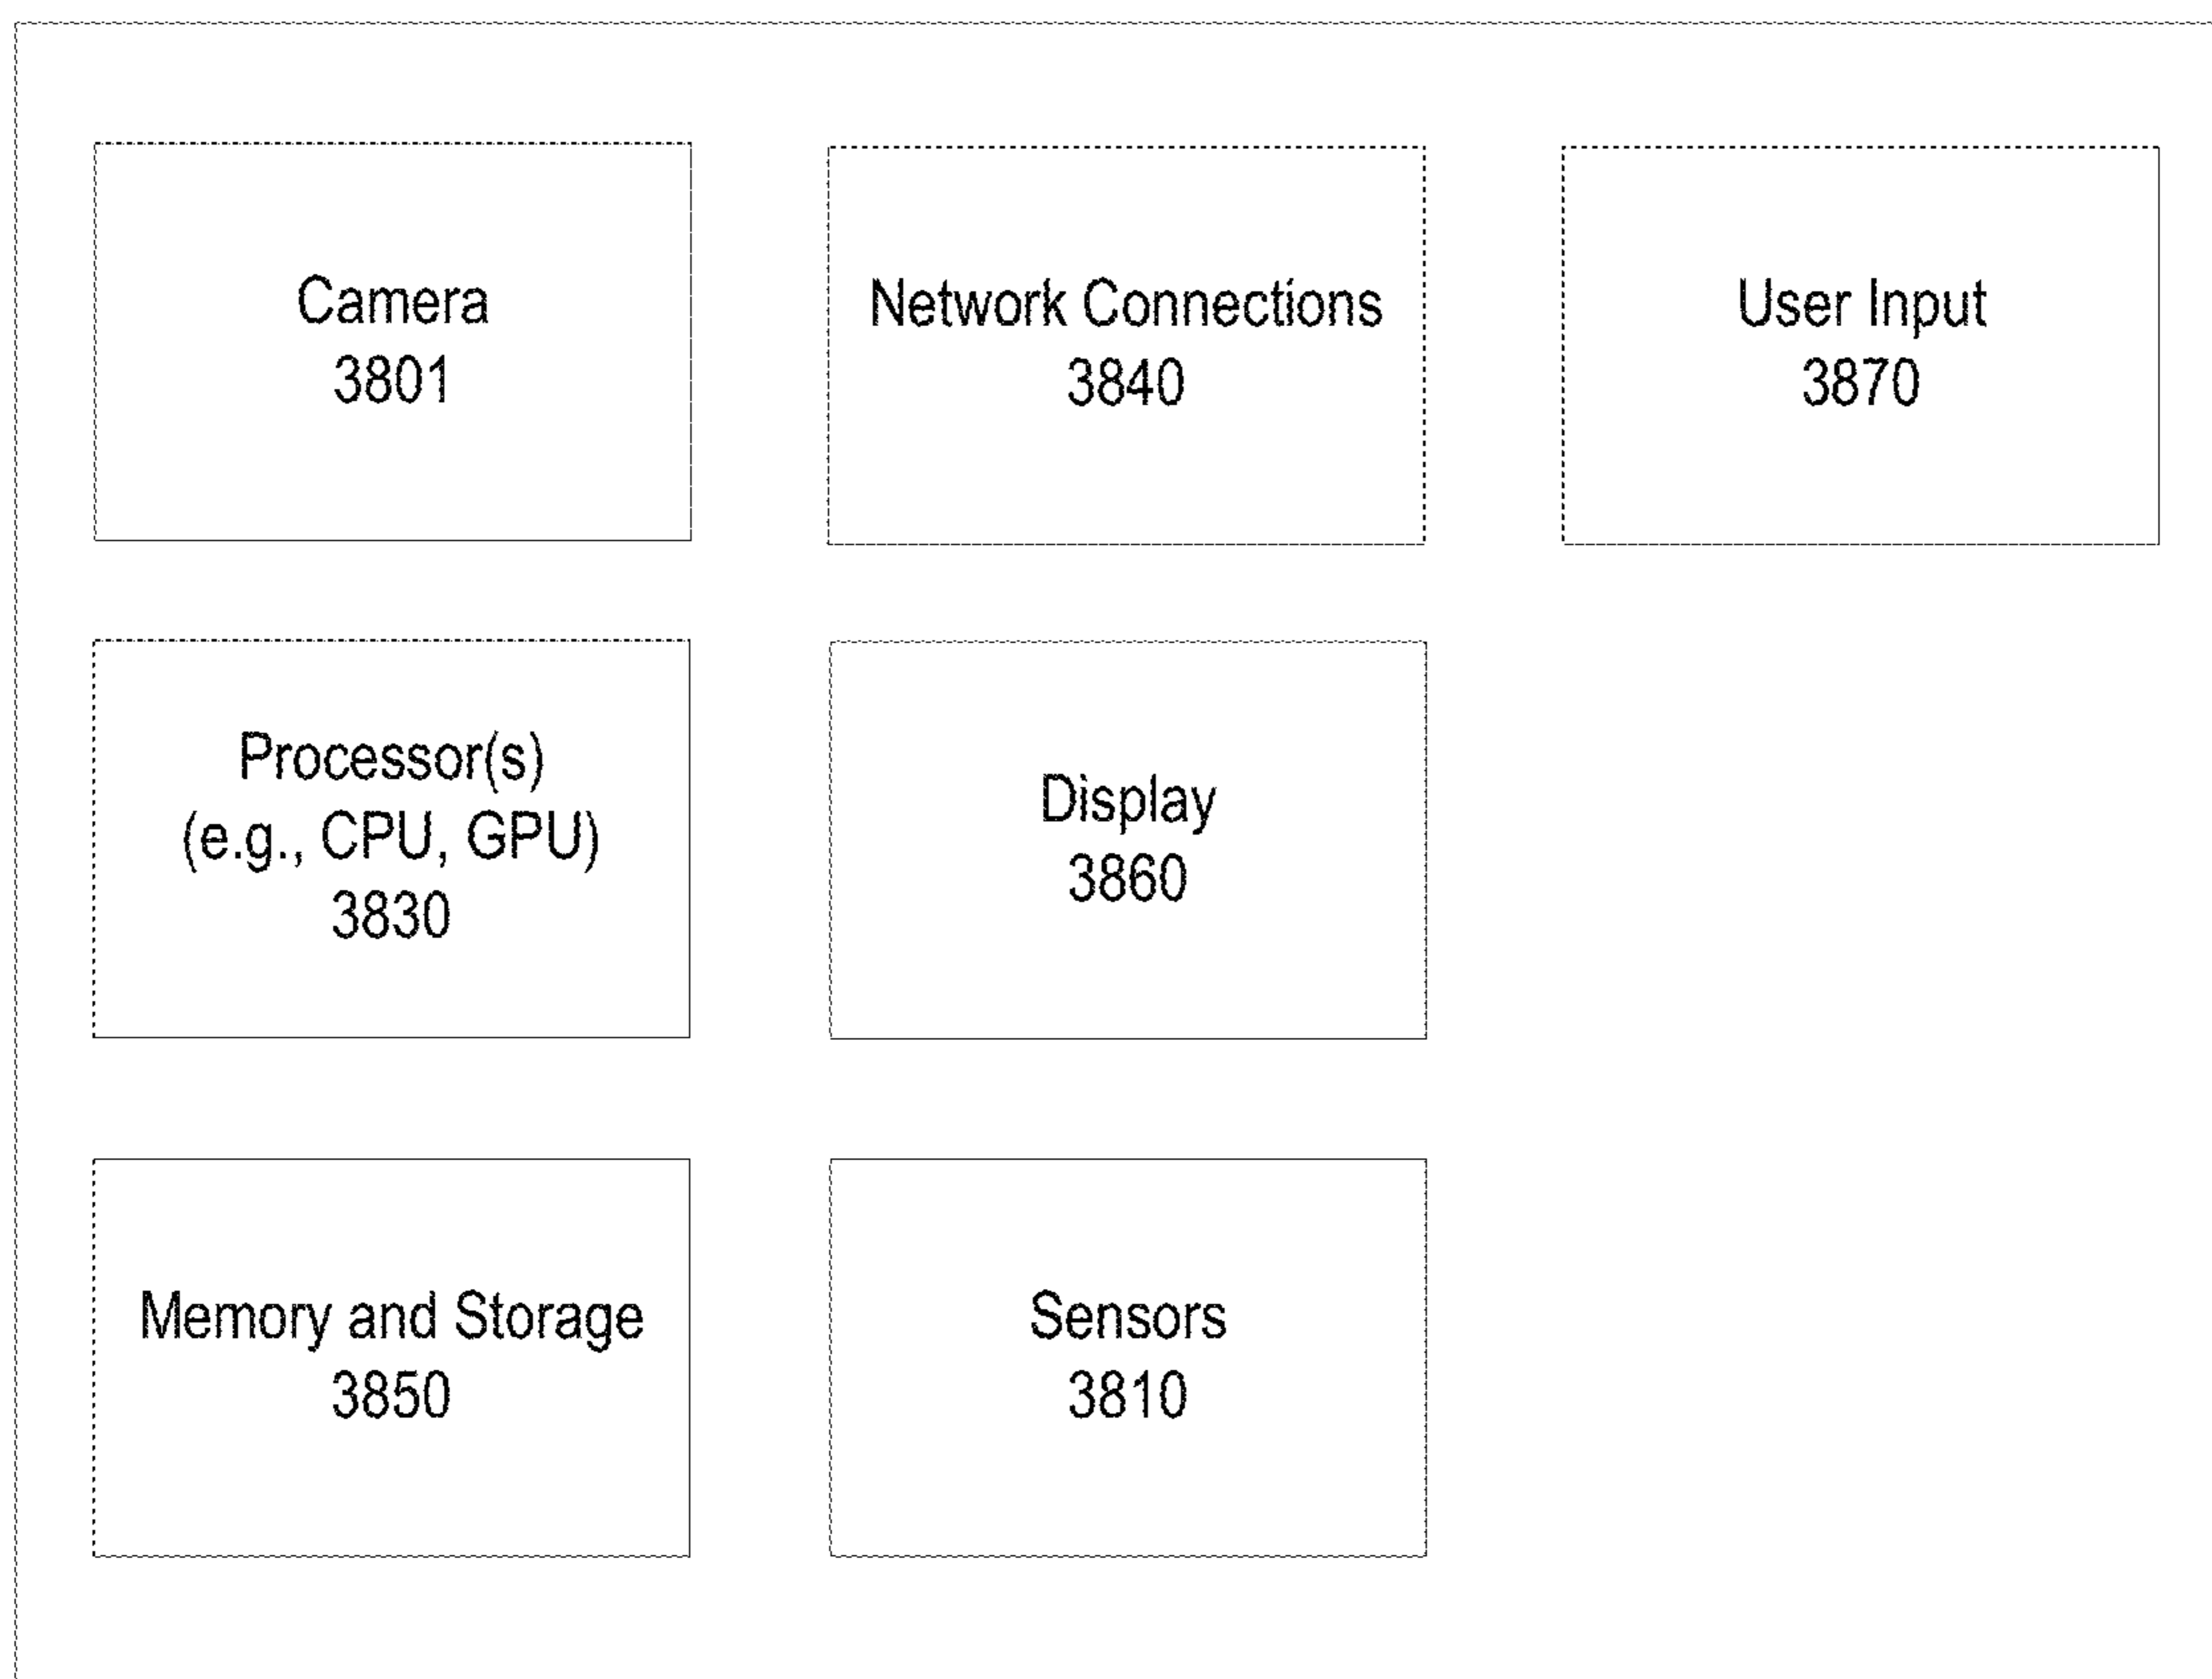 Camera
3801
Network Connections
3840
User Input
3870
Processor(s)
(e.g., CPU, GPU)
3830
Display
3860
Memory and Storage
3850
Sensors
3810